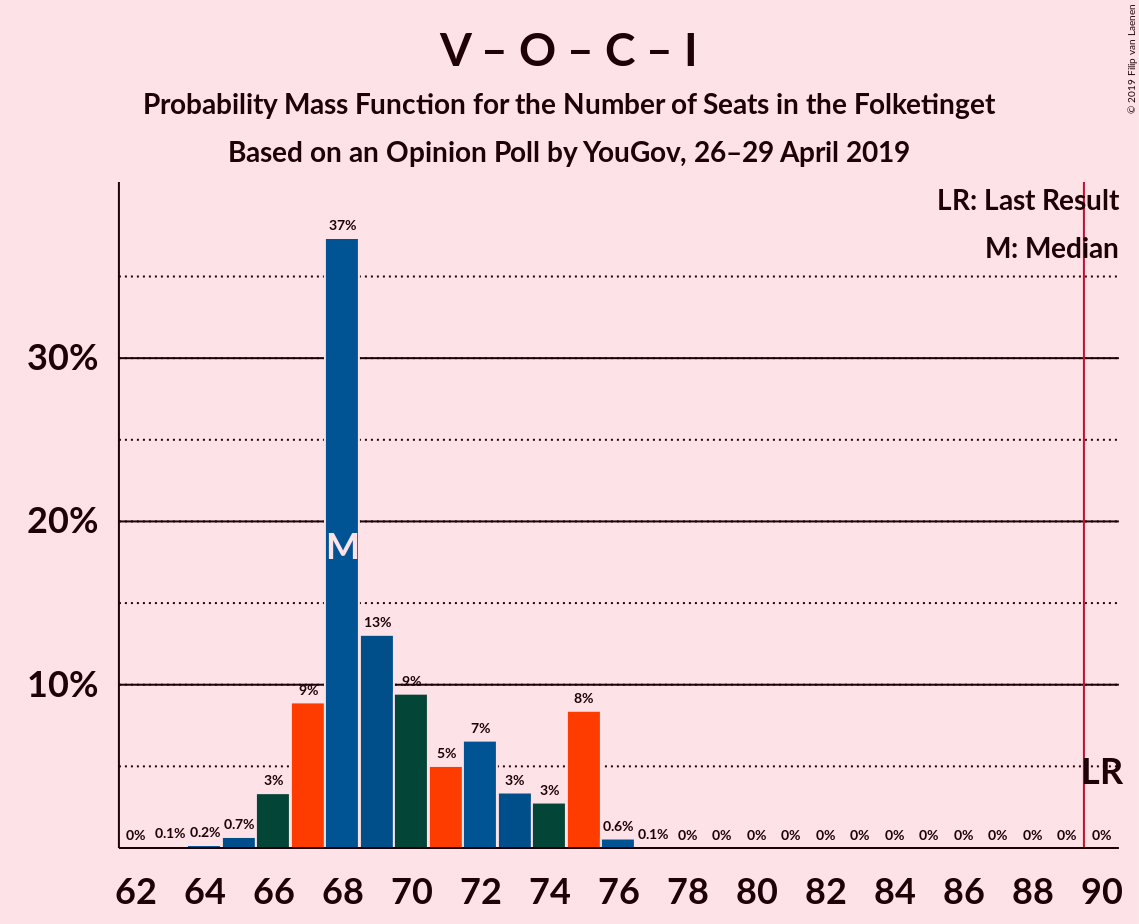 V – O – C – I
Probability Mass Function for the Number of Seats in the Folketinget
Based on an Opinion Poll by YouGov, 26–29 April 2019
© 2019 Filip van Laenen
LR: Last Result
M: Median
30%
20%
10%
0% 0.1% 0.2% 0.7% 3% 9% 37% 13% 9% 5% 7% 3% 3% 8% 0.6% 0.1% 0% 0% 0% 0% 0% 0% 0% 0% 0% 0% 0% 0% 0%
M
LR
62 64 66 68 70 72 74 76 78 80 82 84 86 88 90